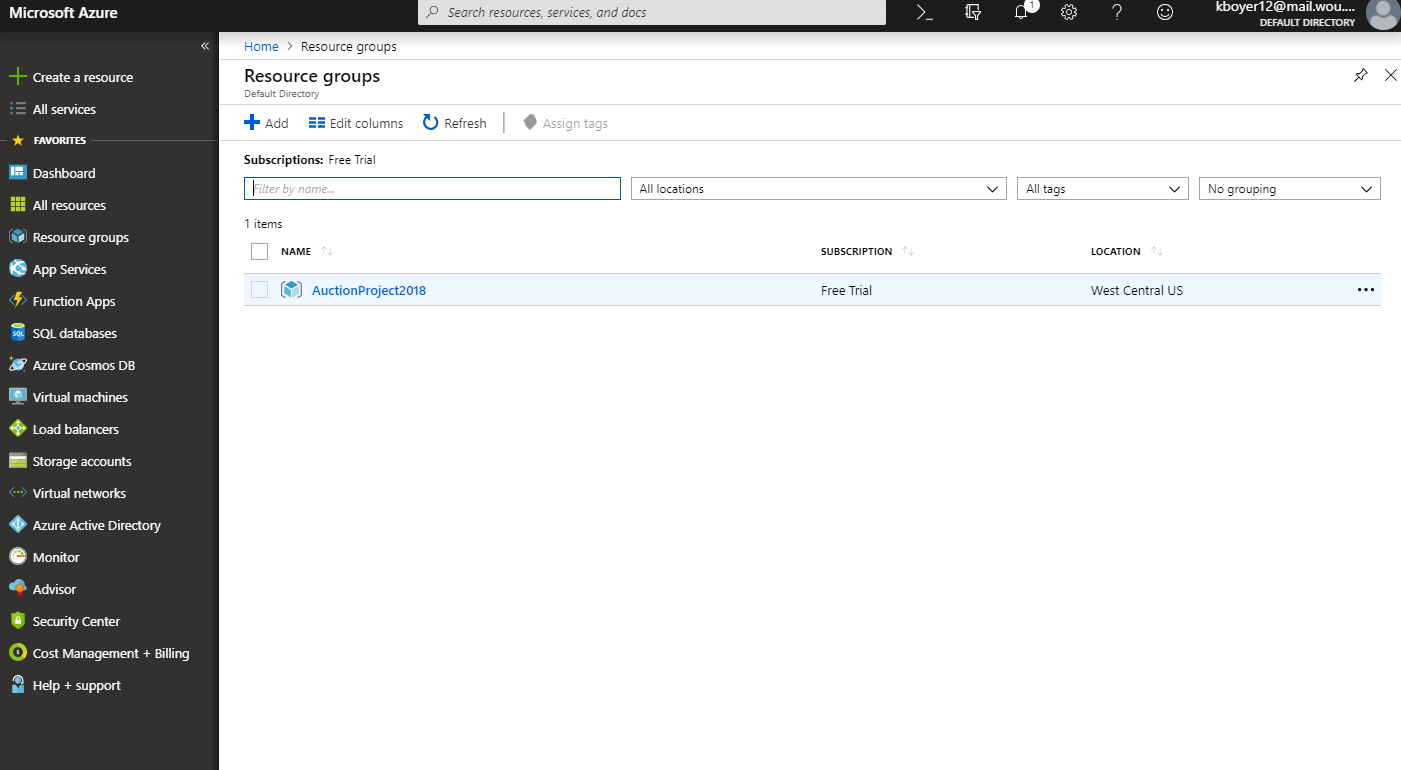 Microsoft Azure
Search resources, services, and docs
1
kboyer12@mail.wou....
DEFAULT DIRECTORY
Create a resource
All services
FAVORITES
Dashboard
All resources
Resource groups
App Services
Function Apps
SQL
SQL databases
Azure Cosmos DB
Virtual machines
Load balancers
Storage accounts
Virtual networks
Azure Active Directory
Monitor
Advisor
Security Center
Cost Management + Billing
Help + support
Home > Resource groups
Resource groups
Default Directory
Add Edit columns Refresh Assign tags
Subscriptions: Free Trial
Filter by name... All locations All tags No grouping
1 items
NAME SUBSCRIPTION LOCATION
AuctionProject2018 Free Trial West Central US